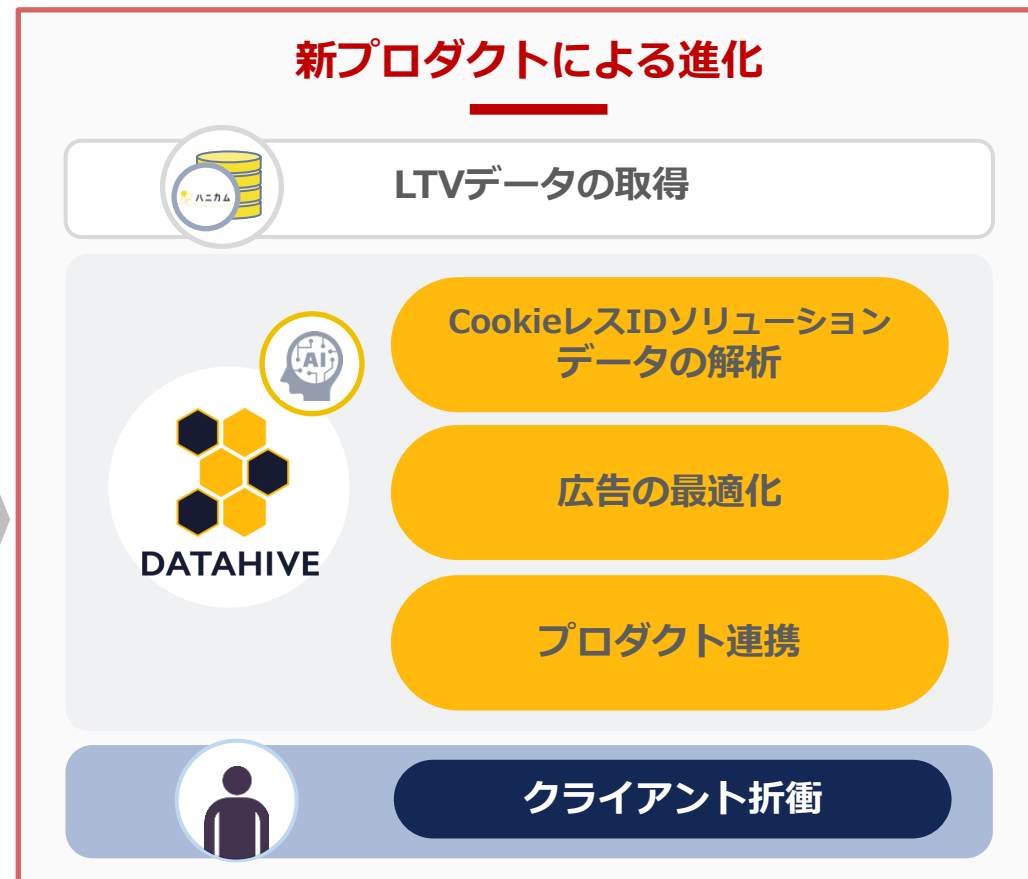 新プロダクトによる進化
ハニカム
LTVデータの取得
CookieレスIDソリューション
データの解析
AI
広告の最適化
DATAHIVE
プロダクト連携
クライアント折衝